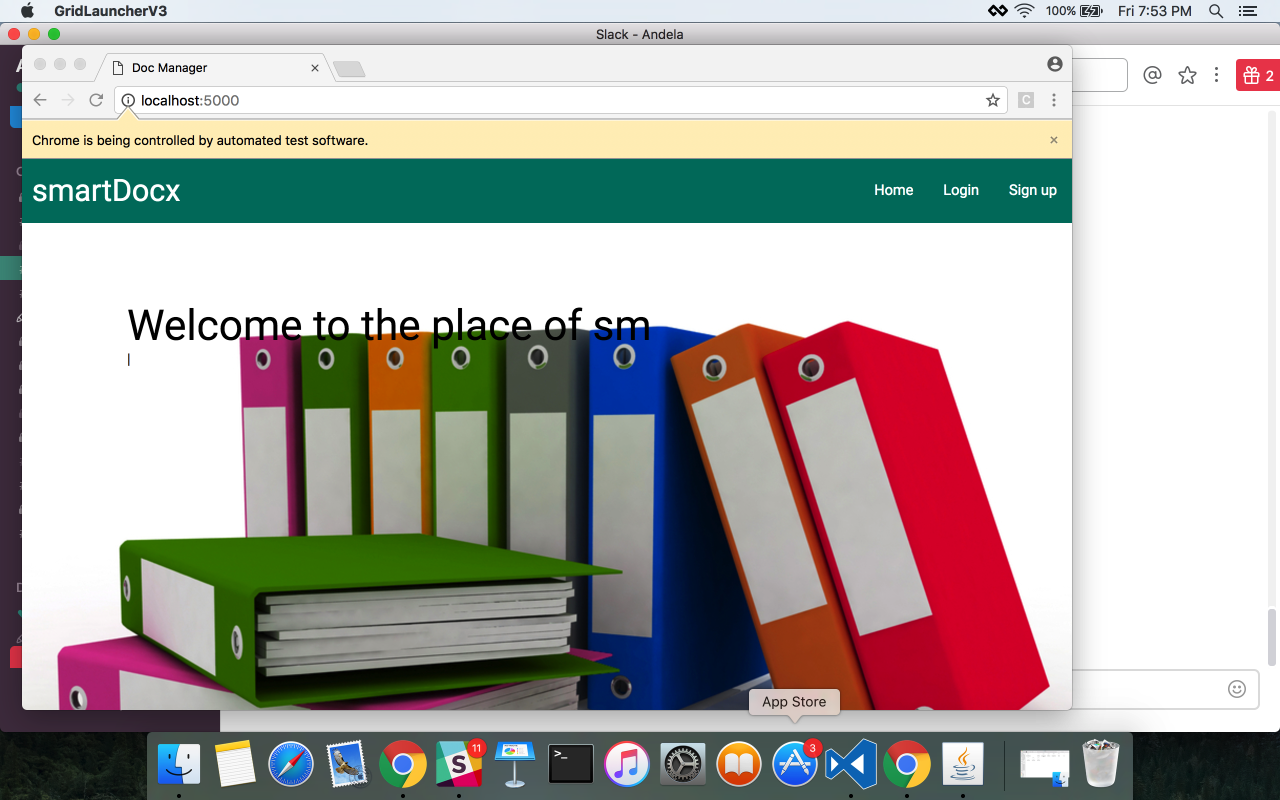 GridLauncherV3
100%
Fri 7:53 PM
Slack - Andela
Doc Manager
2
localhost:5000
C
Chrome is being controlled by automated test software.
smartDocx
Home
Login
Sign up
Welcome to the place of sm
App Store
11
S
3
>_